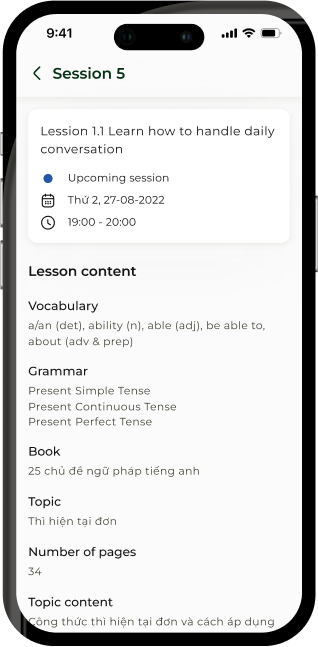 9:41
Session 5
Lession 1.1 Learn how to handle daily
conversation
Upcoming session
Thứ 2, 27-08-2022
19:00 - 20:00
Lesson content
Vocabulary
a/an (det), ability (n), able (adj), be able to,
about (adv & prep)
Grammar
Present Simple Tense
Present Continuous Tense
Present Perfect Tense
Book
25 chủ đề ngữ pháp tiếng anh
Topic
Thì hiện tại đơn
Number of pages
34
Topic content
Công thức thì hiện tại đơn và cách áp dụng